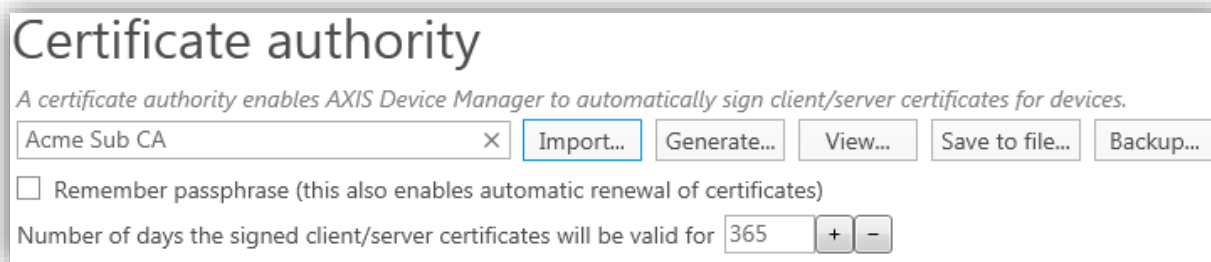 Certificate authority
A certificate authority enables AXIS Device Manager to automatically sign client/server certificates for devices.
Acme Sub CA × Import... Generate... View... Save to file... Backup...
Remember passphrase (this also enables automatic renewal of certificates)
Number of days the signed client/server certificates will be valid for 365 + -